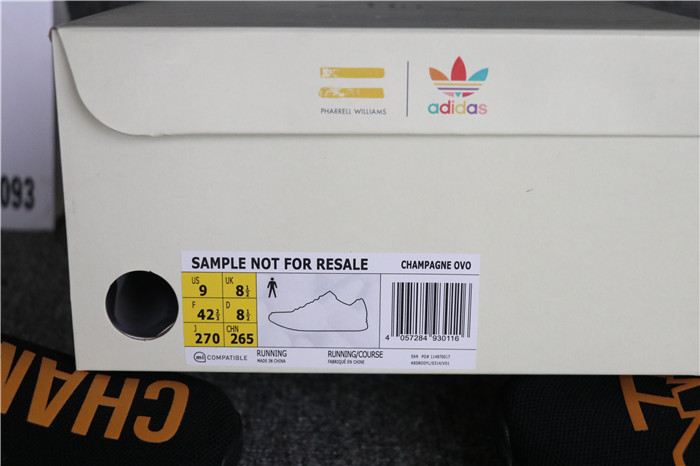 PHARRELL WILLIAMS
adidas
093
SAMPLE NOT FOR RESALE
CHAMPAGNE OVO
US 9 UK 8½
F 42⅔ D 8½
J 270 CHN 265
COMPATIBLE
RUNNING
MADE IN CHINA
RUNNING/COURSE
FABRIQUÉ EN CHINE
4 057284 930116
CHAM